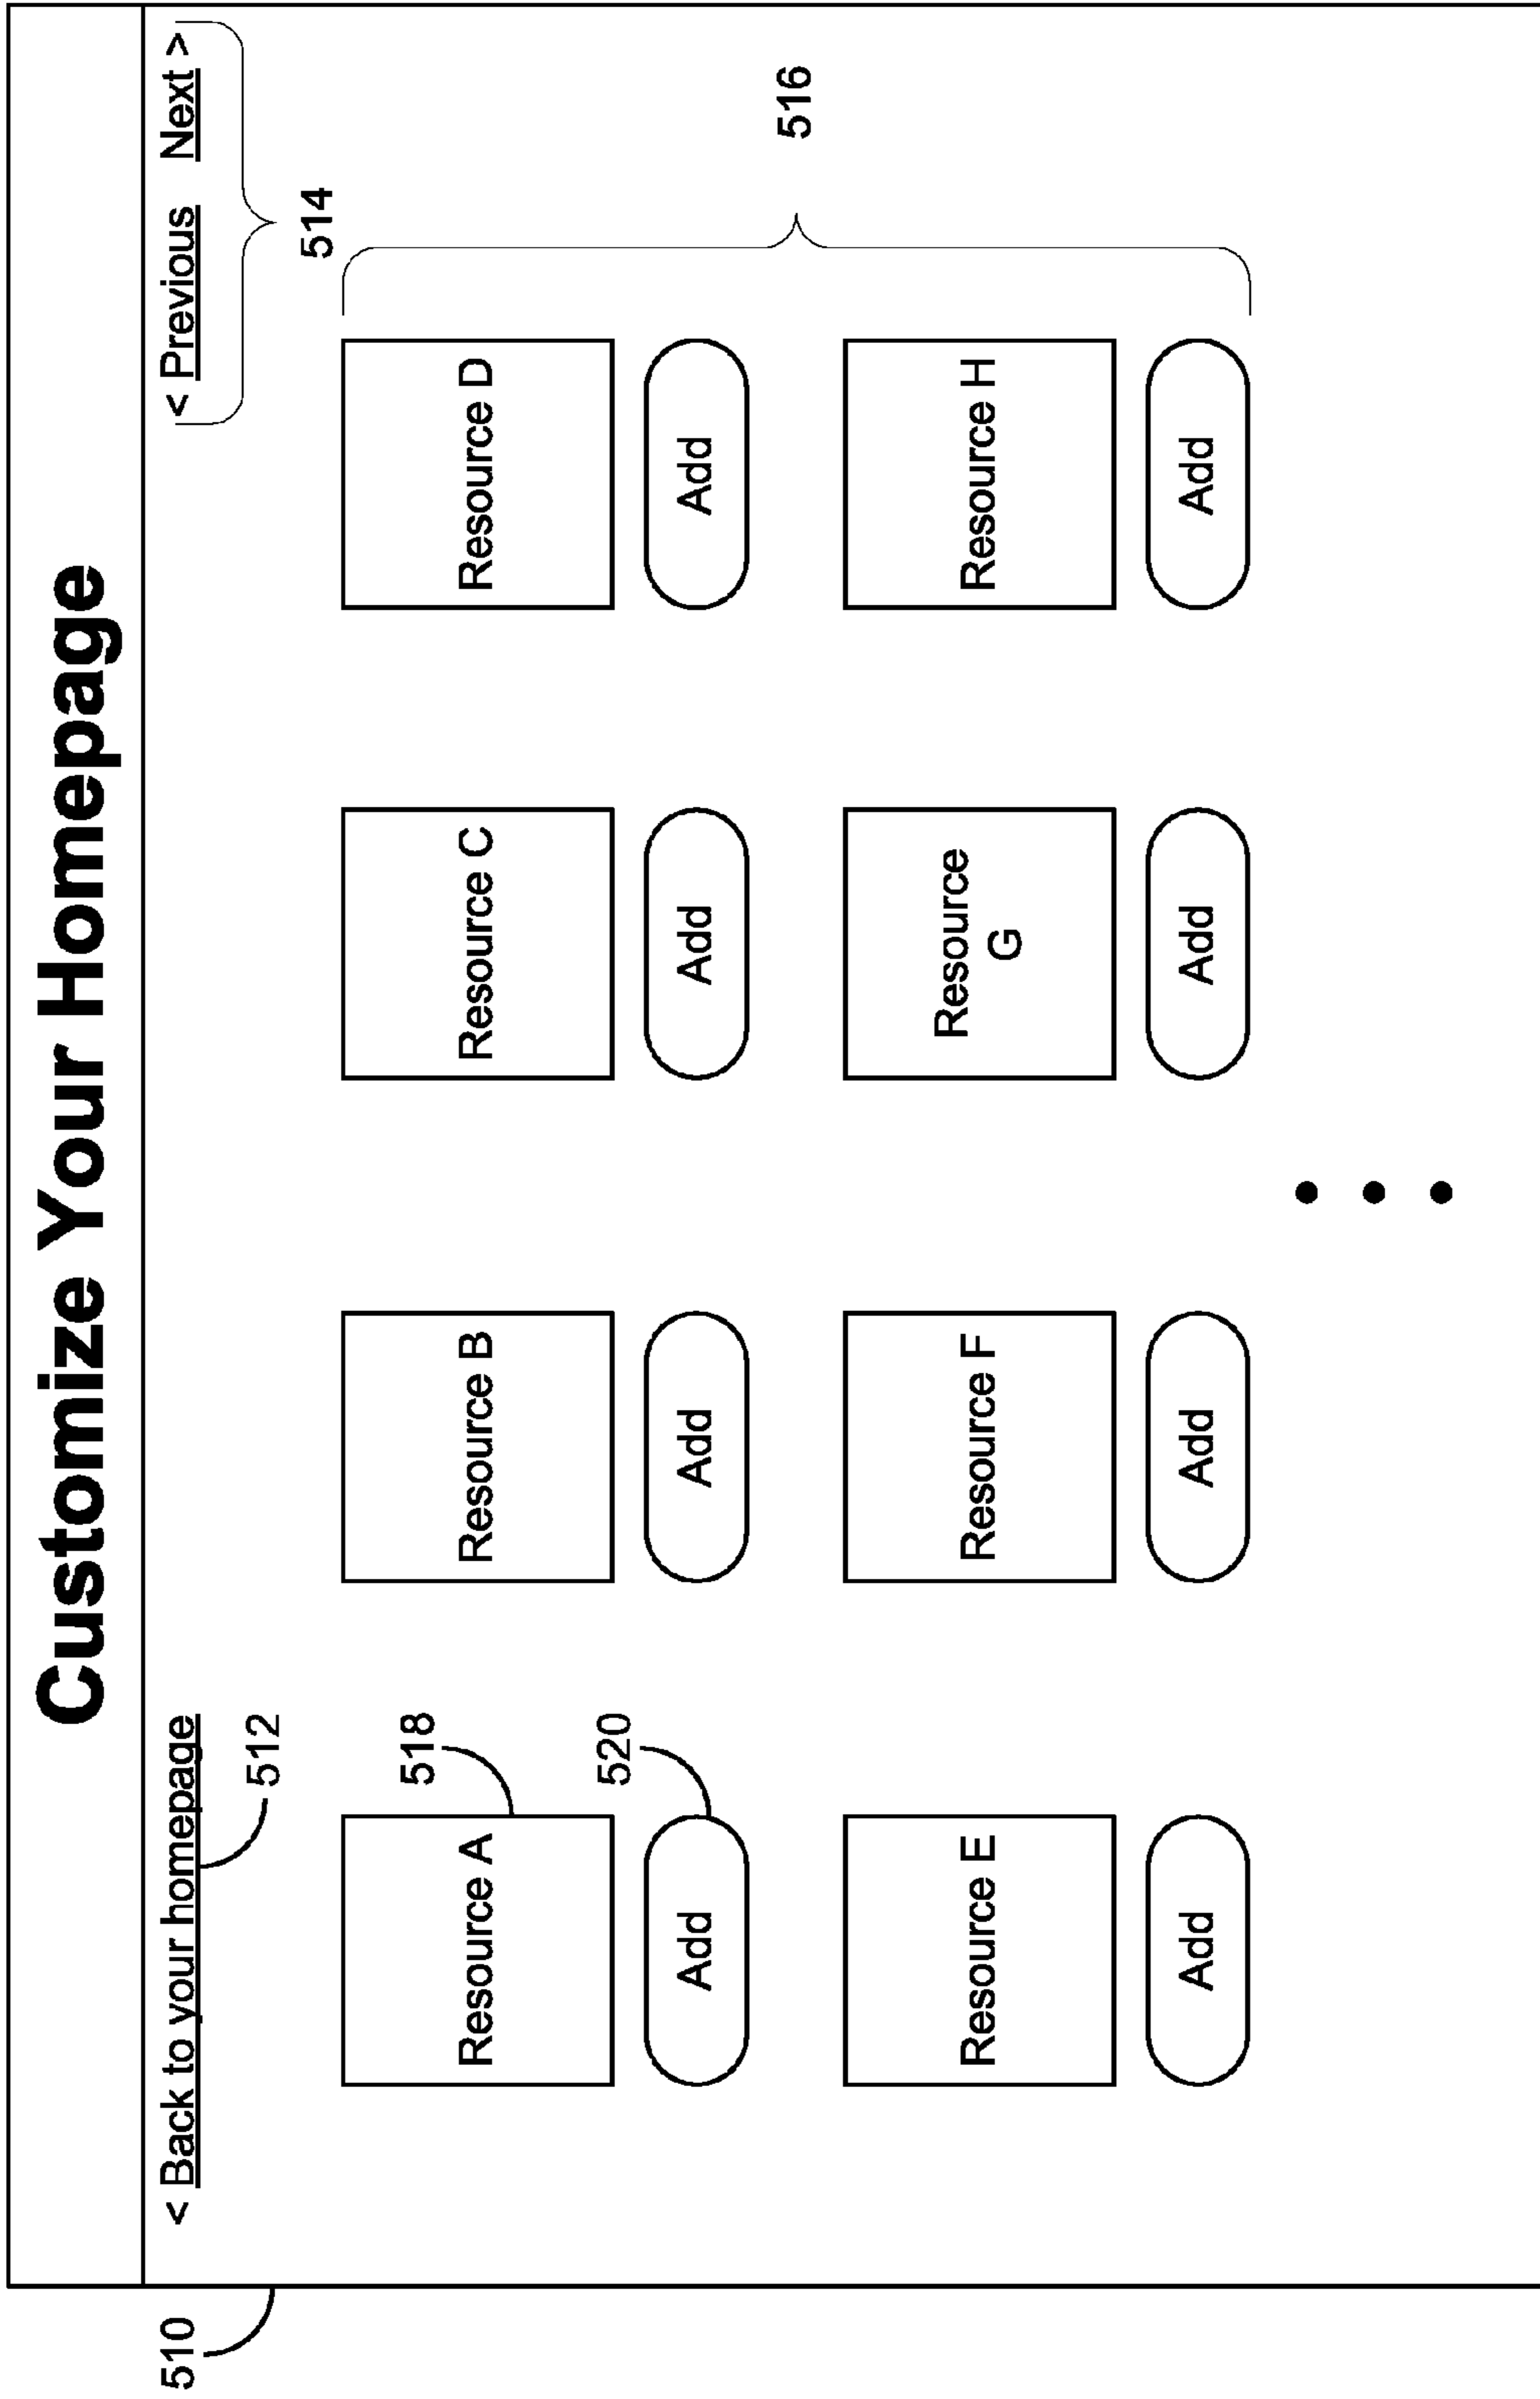 Customize Your Homepage
< Back to your homepage
< Previous Next >
510
512
514
518
Resource A
Resource B
Resource C
Resource D
520
Add
Add
Add
Add
516
Resource E
Resource F
Resource
G
Resource H
Add
Add
Add
Add